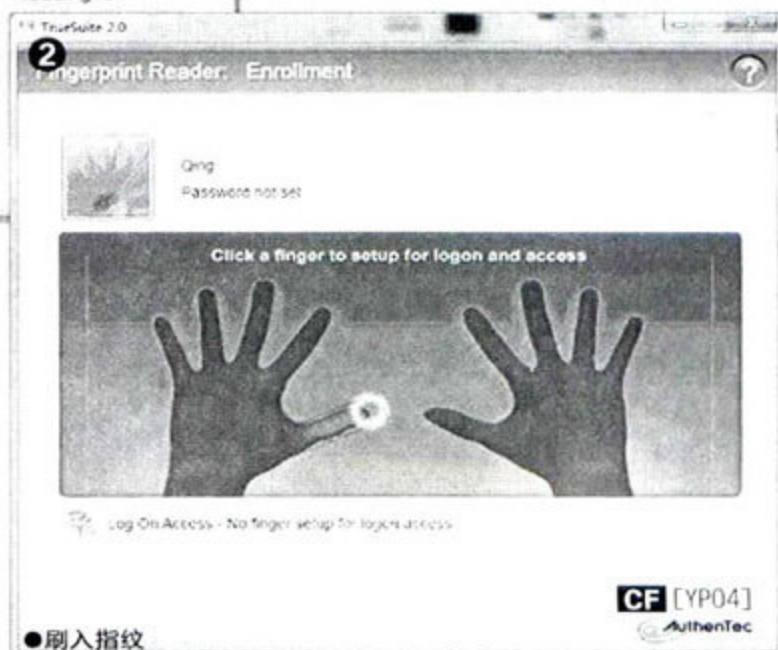 TrueSuite 2.0
2
Fingerprint Reader: Enrollment
?
Qing
Password not set
Click a finger to setup for logon and access
Log On Access - No finger setup for logon access
CF [YP04]
AuthenTec
●刷入指纹